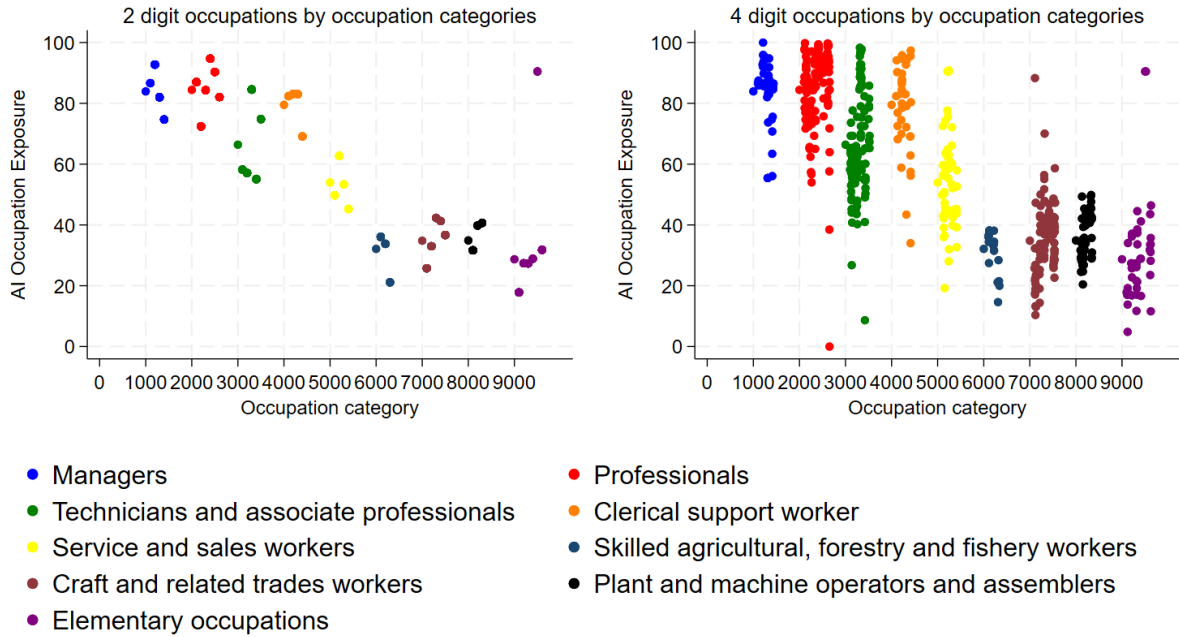 2 digit occupations by occupation categories
AI Occupation Exposure
100
80
60
40
20
0
0 1000 2000 3000 4000 5000 6000 7000 8000 9000
Occupation category
4 digit occupations by occupation categories
AI Occupation Exposure
100
80
60
40
20
0
0 1000 2000 3000 4000 5000 6000 7000 8000 9000
Occupation category
Managers
Professionals
Technicians and associate professionals
Clerical support worker
Service and sales workers
Skilled agricultural, forestry and fishery workers
Craft and related trades workers
Plant and machine operators and assemblers
Elementary occupations